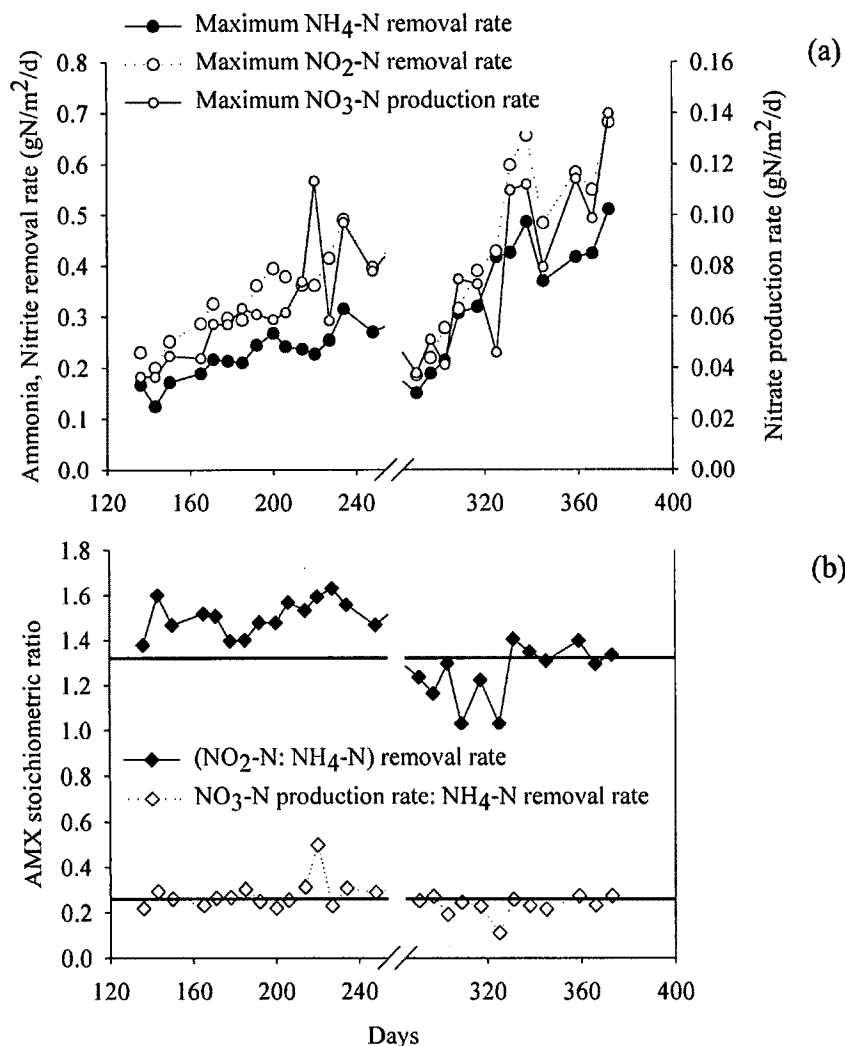 Maximum NH4-N removal rate
Maximum NO2-N removal rate
Maximum NO3-N production rate
(a)
Ammonia, Nitrite removal rate (gN/m2/d)
0.8
0.7
0.6
0.5
0.4
0.3
0.2
0.1
0.0
Nitrate production rate (gN/m2/d)
0.16
0.14
0.12
0.10
0.08
0.06
0.04
0.02
0.00
120 160 200 240 320 360 400
(b)
AMX stoichiometric ratio
1.8
1.6
1.4
1.2
1.0
0.8
0.6
0.4
0.2
0.0
(NO2-N: NH4-N) removal rate
NO3-N production rate: NH4-N removal rate
120 160 200 240 320 360 400
Days